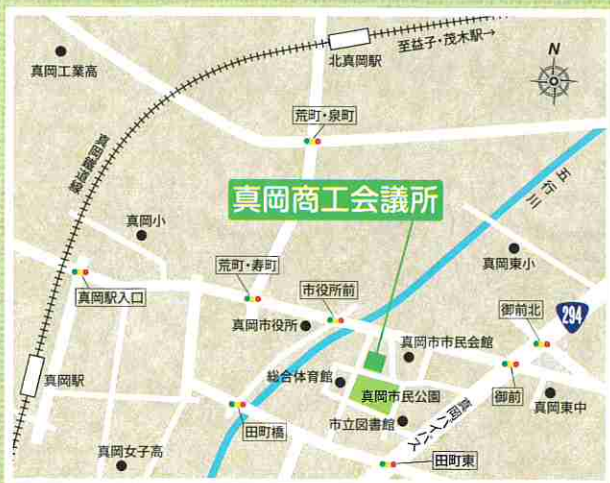 至益子・茂木駅→
北真岡駅
真岡工業高
N
荒町・泉町
真岡鐵道線
五行川
真岡商工会議所
真岡小
真岡東小
荒町・寿町
真岡駅入口
市役所前
真岡市役所
294
御前北
真岡市市民会館
真岡駅
総合体育館
御前
真岡市民公園
真岡東中
真岡バイパス
市立図書館
田町橋
真岡女子高
田町東